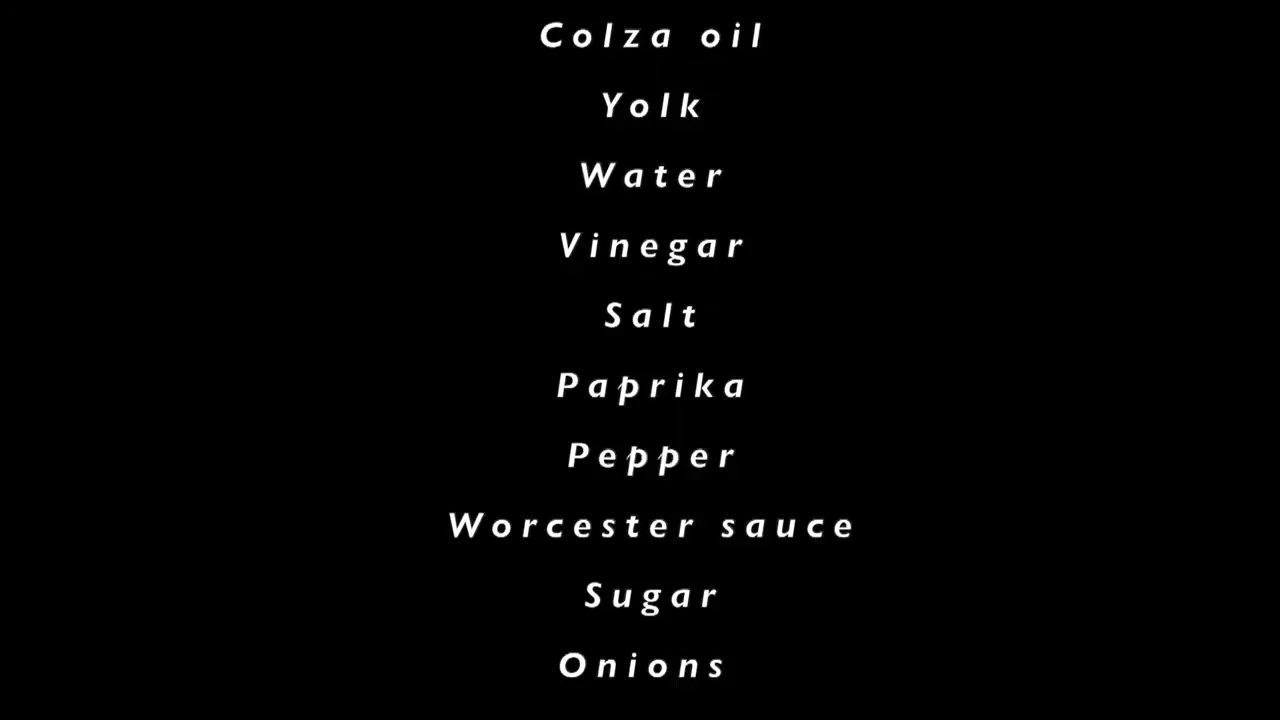 Colza oil
Yolk
Water
Vinegar
Salt
Paprika
Pepper
Worcester sauce
Sugar
Onions